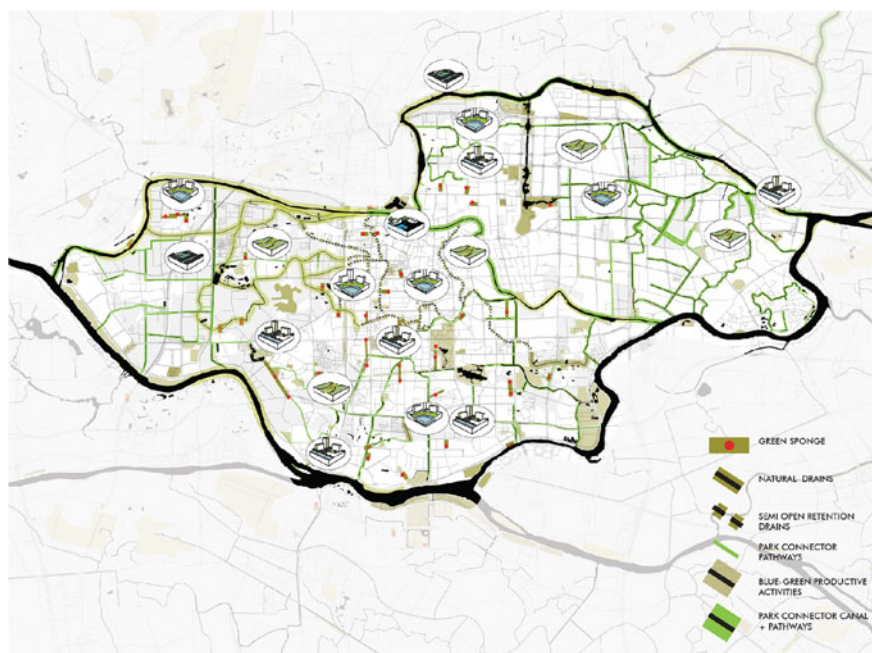 GREEN SPONGE
NATURAL DRAINS
SEMI OPEN RETENTION
DRAINS
PARK CONNECTOR
PATHWAYS
BLUE-GREEN PRODUCTIVE
ACTIVITIES
PARK CONNECTOR CANAL
+ PATHWAYS